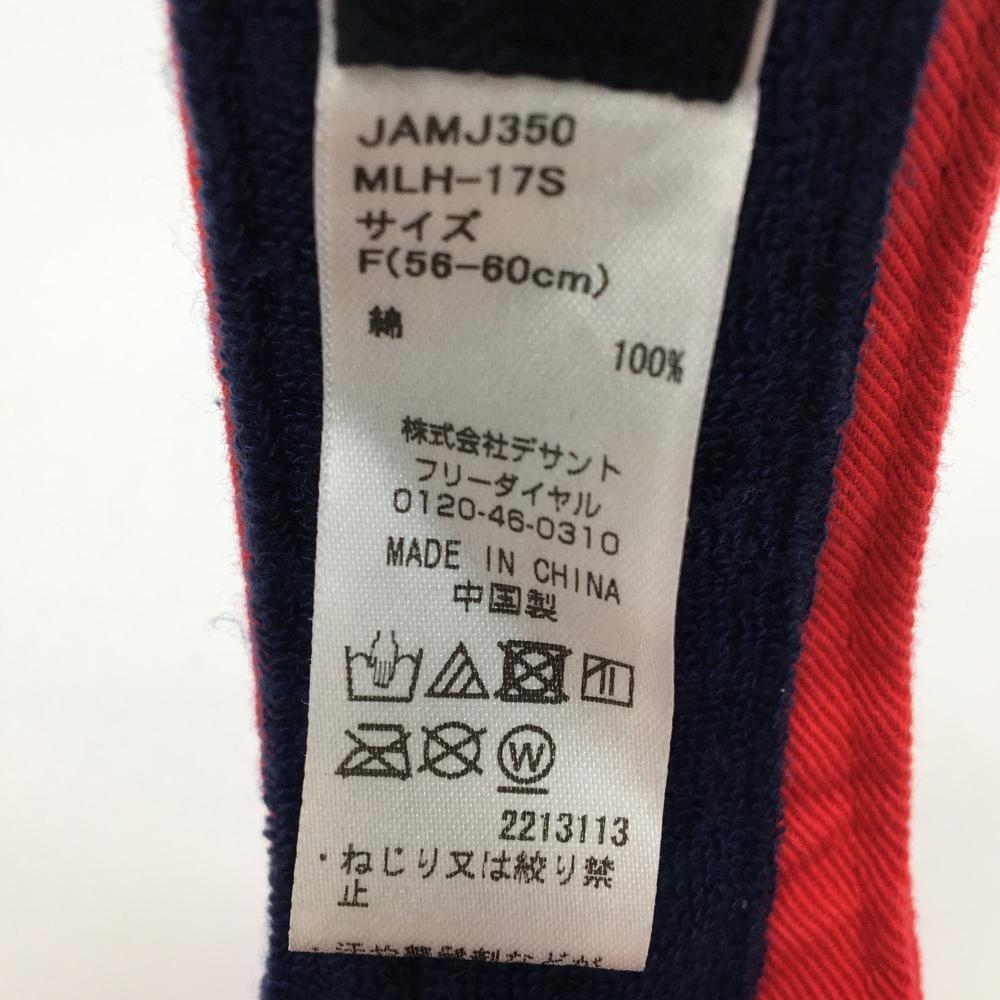 JAMJ350
MLH-17S
サイズ
F(56-60cm)
綿
100%
株式会社デサント
フリーダイヤル
0120-46-0310
MADE IN CHINA
中国製
W
2213113
・ねじり又は絞り禁
止